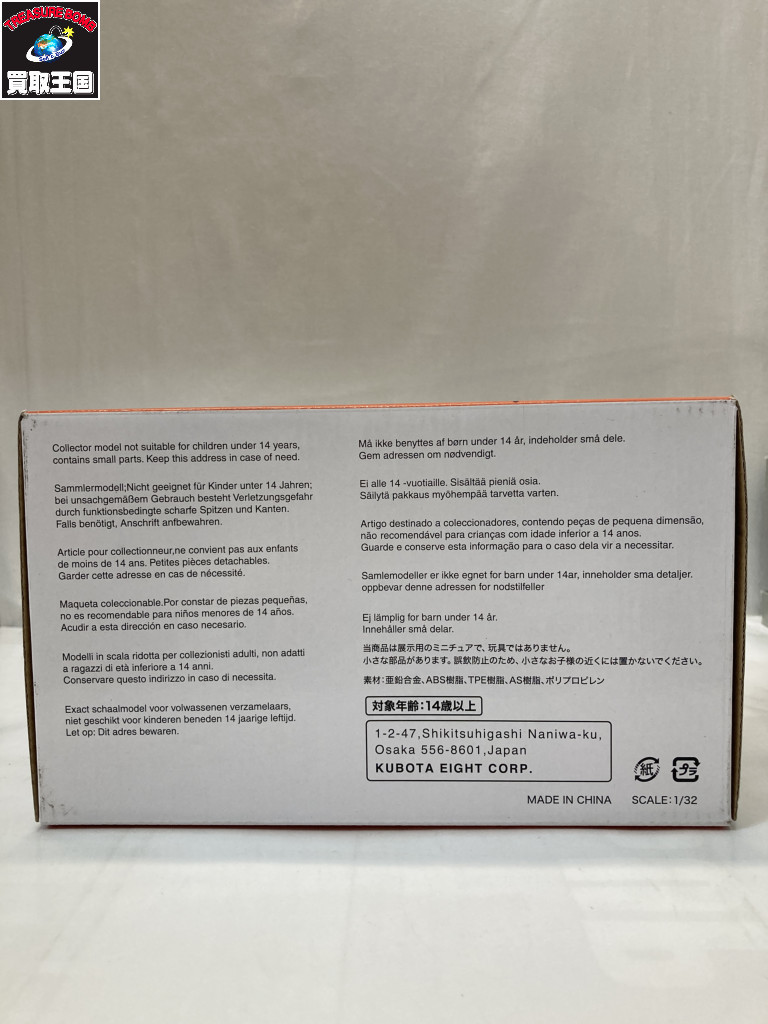 TREASURE BOMB
買取王国
Collector model not suitable for children under 14 years,
contains small parts. Keep this address in case of need.
Sammlermodell;Nicht geeignet für Kinder unter 14 Jahren;
bei unsachgemäßem Gebrauch besteht Verletzungsgefahr
durch funktionsbedingte scharfe Spitzen und Kanten.
Falls benötigt, Anschrift anfbewahren.
Article pour collectionneur,ne convient pas aux enfants
de moins de 14 ans. Petites pièces detachables.
Garder cette adresse en cas de nécessité.
Maqueta coleccionable.Por constar de piezas pequeñas,
no es recomendable para niños menores de 14 años.
Acudir a esta dirección en caso necesario.
Modelli in scala ridotta per collezionisti adulti, non adatti
a ragazzi di età inferiore a 14 anni.
Conservare questo indirizzo in caso di necessita.
Exact schaalmodel voor volwassenen verzamelaars,
niet geschikt voor kinderen beneden 14 jaarige leftijd.
Let op: Dit adres bewaren.
Må ikke benyttes af børn under 14 år, indeholder små dele.
Gem adressen om nødvendigt.
Ei alle 14 -vuotiaille. Sisältää pieniä osia.
Säilytä pakkaus myöhempää tarvetta varten.
Artigo destinado a coleccionadores, contendo peças de pequena dimensão,
não recomendável para crianças com idade inferior a 14 anos.
Guarde e conserve esta informação para o caso dela vir a necessitar.
Samlemodeller er ikke egnet for barn under 14ar, inneholder sma detaljer.
oppbevar denne adressen for nodstilfeller
Ej lämplig for barn under 14 år.
Innehåller små delar.
当商品は展示用のミニチュアで、玩具ではありません。
小さな部品があります。誤飲防止のため、小さなお子様の近くには置かないでください。
素材:亜鉛合金、ABS樹脂、TPE樹脂、AS樹脂、ポリプロピレン
対象年齢:14歳以上
1-2-47,Shikitsuhigashi Naniwa-ku,
Osaka 556-8601,Japan
KUBOTA EIGHT CORP.
紙
プラ
MADE IN CHINA SCALE:1/32